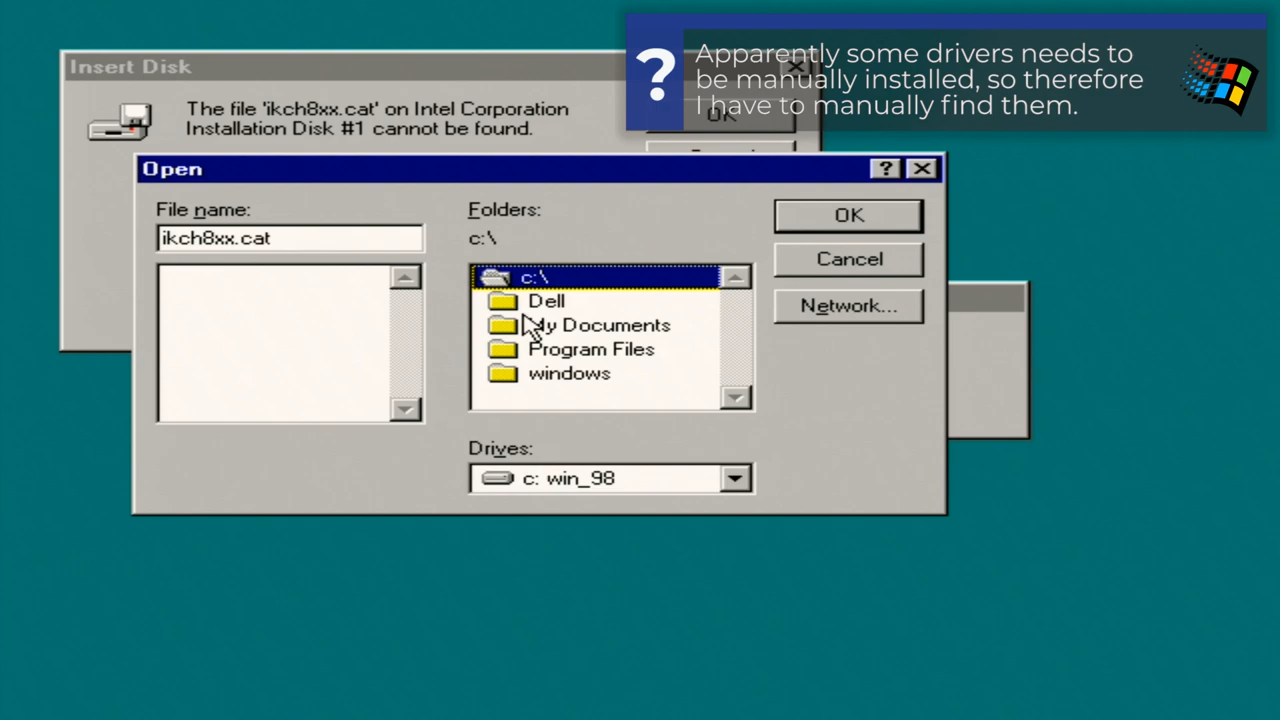 Insert Disk
Apparently some drivers needs to
be manually installed, so therefore
I have to manually find them.
?
The file 'ikch8xx.cat' on Intel Corporation
Installation Disk #1 cannot be found.
OK
Open
File name:
ikch8xx.cat
Folders:
c:\
c:\
Dell
My Documents
Program Files
windows
OK
Cancel
Network...
Drives:
c: win_98